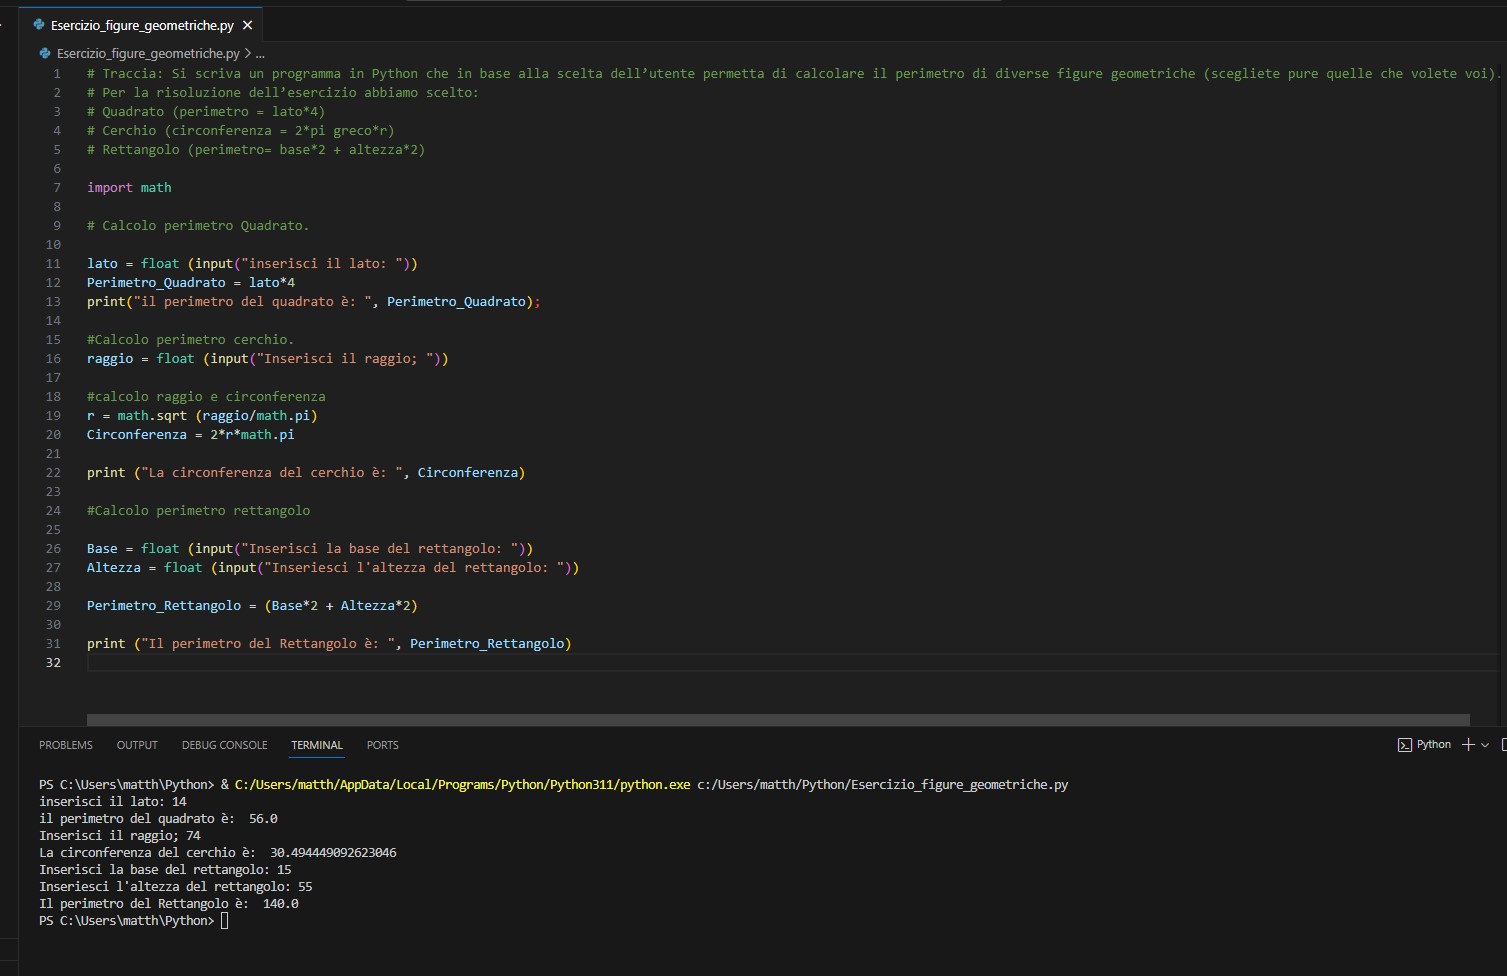 Esercizio_figure_geometriche.py ×
Esercizio_figure_geometriche.py > ...
1 # Traccia: Si scriva un programma in Python che in base alla scelta dell’utente permetta di calcolare il perimetro di diverse figure geometriche (scegliete pure quelle che volete voi).
2 # Per la risoluzione dell’esercizio abbiamo scelto:
3 # Quadrato (perimetro = lato*4)
4 # Cerchio (circonferenza = 2*pi greco*r)
5 # Rettangolo (perimetro= base*2 + altezza*2)
6
7 import math
8
9 # Calcolo perimetro Quadrato.
10
11 lato = float (input("inserisci il lato: "))
12 Perimetro_Quadrato = lato*4
13 print("il perimetro del quadrato è: ", Perimetro_Quadrato);
14
15 #Calcolo perimetro cerchio.
16 raggio = float (input("Inserisci il raggio; "))
17
18 #calcolo raggio e circonferenza
19 r = math.sqrt (raggio/math.pi)
20 Circonferenza = 2*r*math.pi
21
22 print ("La circonferenza del cerchio è: ", Circonferenza)
23
24 #Calcolo perimetro rettangolo
25
26 Base = float (input("Inserisci la base del rettangolo: "))
27 Altezza = float (input("Inseriesci l'altezza del rettangolo: "))
28
29 Perimetro_Rettangolo = (Base*2 + Altezza*2)
30
31 print ("Il perimetro del Rettangolo è: ", Perimetro_Rettangolo)
32
PROBLEMS OUTPUT DEBUG CONSOLE TERMINAL PORTS Python
PS C:\Users\matth\Python> & C:/Users/matth/AppData/Local/Programs/Python/Python311/python.exe c:/Users/matth/Python/Esercizio_figure_geometriche.py
inserisci il lato: 14
il perimetro del quadrato è:  56.0
Inserisci il raggio; 74
La circonferenza del cerchio è:  30.494449092623046
Inserisci la base del rettangolo: 15
Inseriesci l'altezza del rettangolo: 55
Il perimetro del Rettangolo è:  140.0
PS C:\Users\matth\Python>